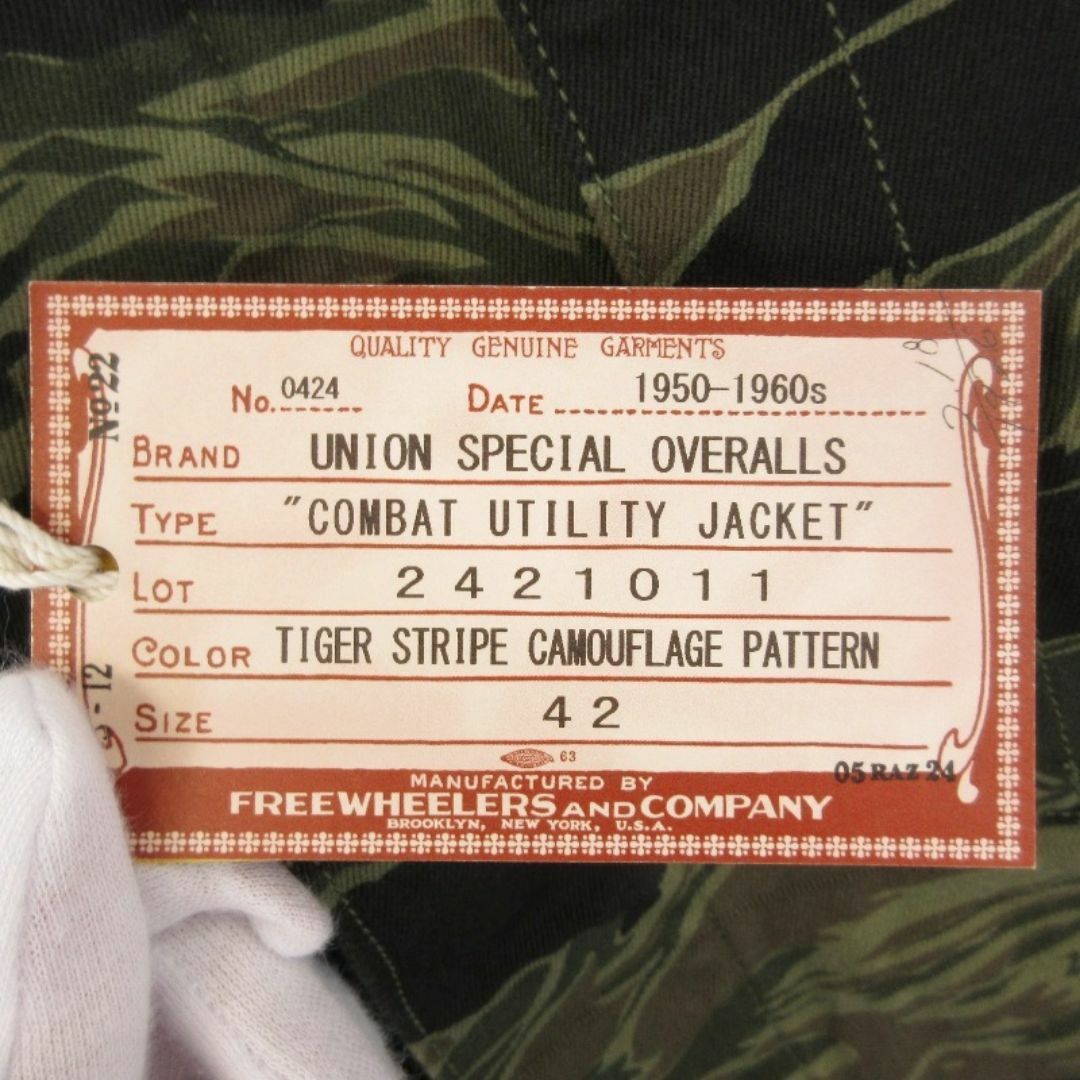 QUALITY GENUINE GARMENTS
No. 0424 DATE 1950-1960s
No 22
BRAND UNION SPECIAL OVERALLS
TYPE "COMBAT UTILITY JACKET"
LOT 2421011
COLOR TIGER STRIPE CAMOUFLAGE PATTERN
SIZE 42
63
05 RAZ 24
MANUFACTURED BY
FREEWHEELERS AND COMPANY
BROOKLYN, NEW YORK, U.S.A.